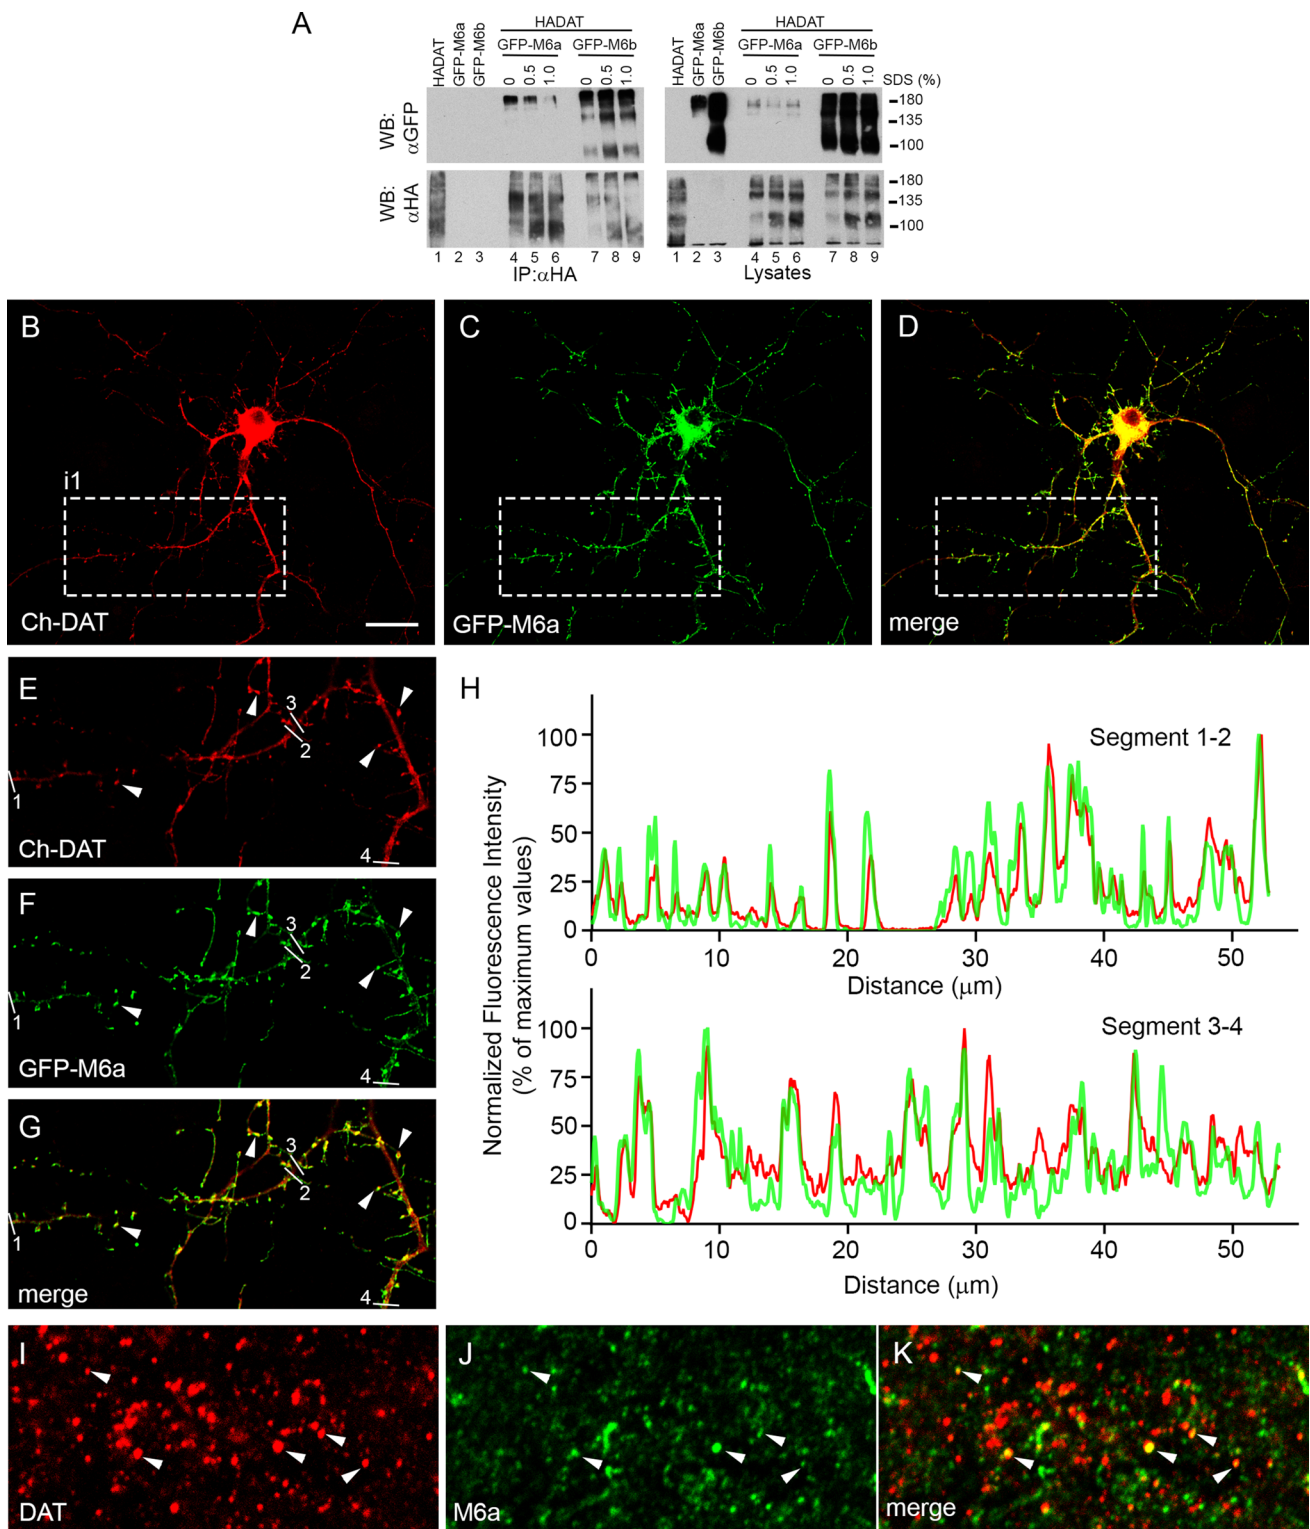 A
HADAT
GFP-M6a
GFP-M6b
HADAT
GFP-M6a
GFP-M6b
0
0.5
1.0
0
0.5
1.0
HADAT
GFP-M6a
GFP-M6b
HADAT
GFP-M6a
GFP-M6b
0
0.5
1.0
0
0.5
1.0
SDS (%)
WB:
αGFP
180
135
100
WB:
αHA
180
135
100
1 2 3 4 5 6 7 8 9
IP:αHA
1 2 3 4 5 6 7 8 9
Lysates
B
i1
Ch-DAT
C
GFP-M6a
D
merge
E
3
2
1
4
Ch-DAT
F
3
2
1
4
GFP-M6a
G
3
2
1
4
merge
H
Normalized Fluorescence Intensity
(% of maximum values)
Segment 1-2
100
75
50
25
0
0 10 20 30 40 50
Distance (μm)
Segment 3-4
100
75
50
25
0
0 10 20 30 40 50
Distance (μm)
I
DAT
J
M6a
K
merge